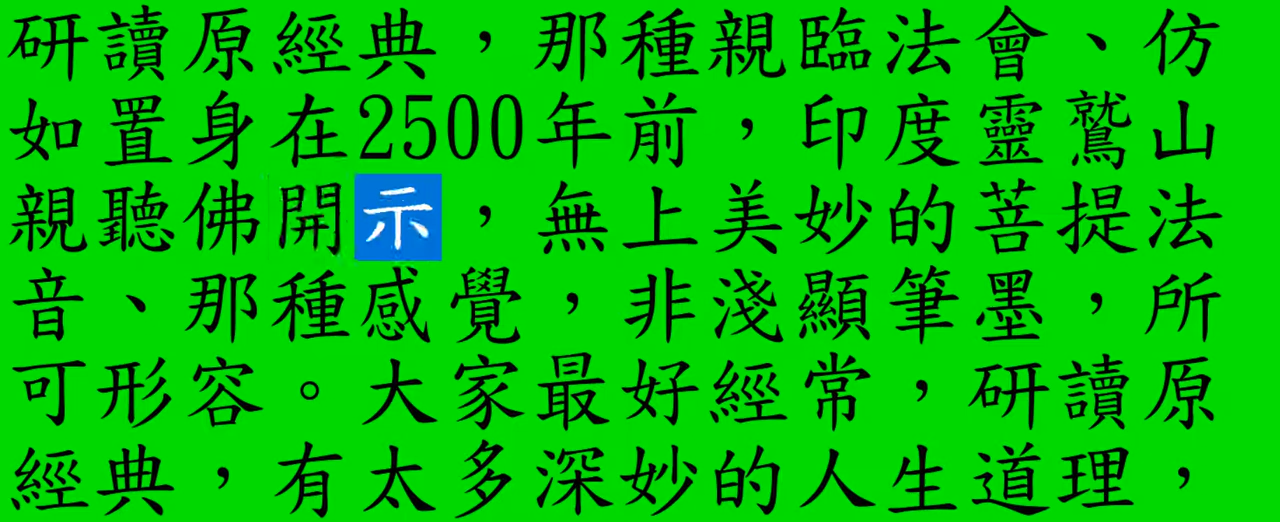 研讀原經典，那種親臨法會、仿
如置身在2500年前，印度靈鷲山
親聽佛開示，無上美妙的菩提法
音、那種感覺，非淺顯筆墨，所
可形容。大家最好經常，研讀原
經典，有太多深妙的人生道理，